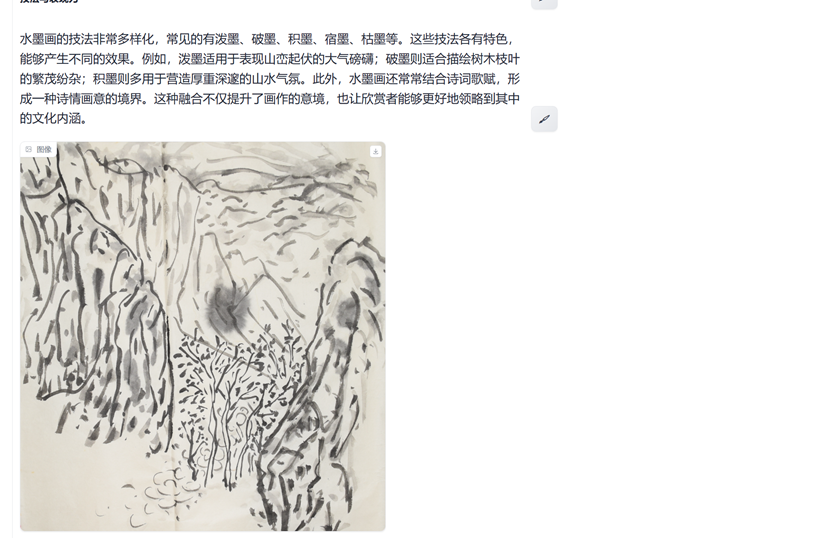 水墨画的技法非常多样化，常见的有泼墨、破墨、积墨、宿墨、枯墨等。这些技法各有特色，
能够产生不同的效果。例如，泼墨适用于表现山峦起伏的大气磅礴；破墨则适合描绘树木枝叶
的繁茂纷杂；积墨则多用于营造厚重深邃的山水气氛。此外，水墨画还常常结合诗词歌赋，形
成一种诗情画意的境界。这种融合不仅提升了画作的意境，也让欣赏者能够更好地领略到其中
的文化内涵。
图像